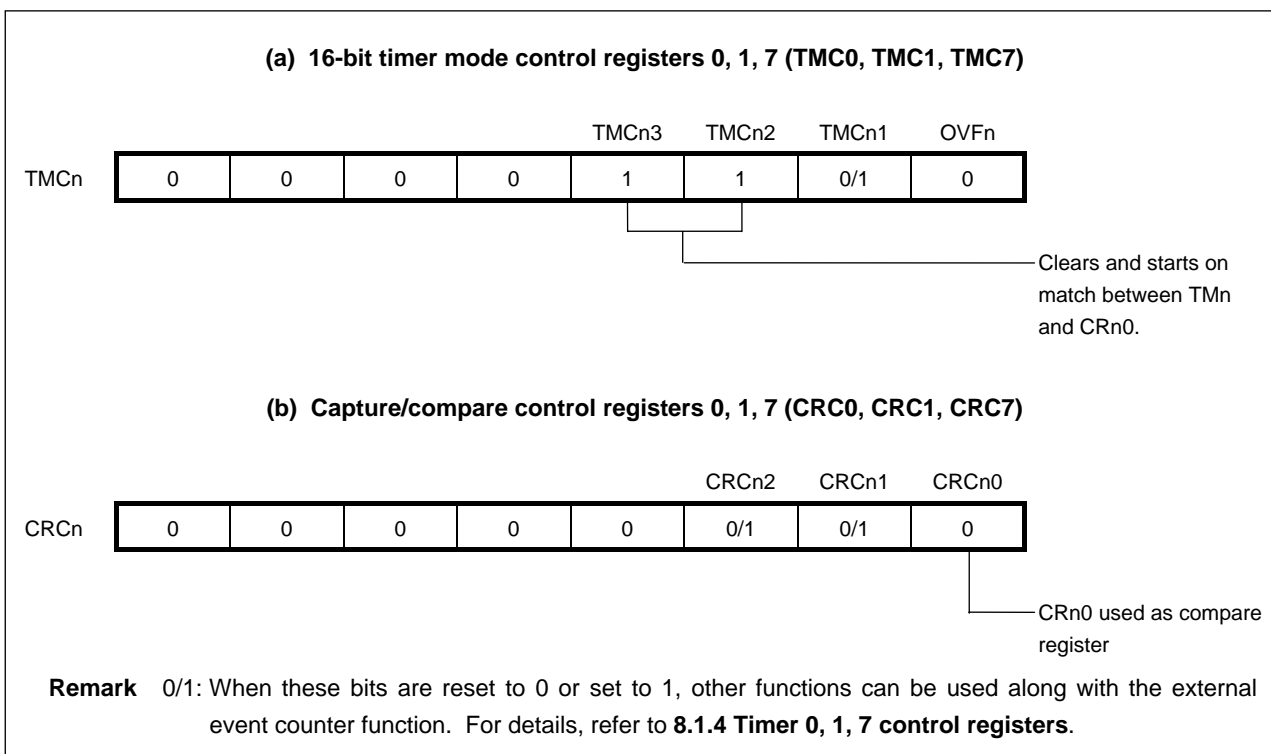 (a) 16-bit timer mode control registers 0, 1, 7 (TMC0, TMC1, TMC7)
TMCn3 TMCn2 TMCn1 OVFn
TMCn 0 0 0 0 1 1 0/1 0
Clears and starts on
match between TMn
and CRn0.
(b) Capture/compare control registers 0, 1, 7 (CRC0, CRC1, CRC7)
CRCn2 CRCn1 CRCn0
CRCn 0 0 0 0 0 0/1 0/1 0
CRn0 used as compare
register
Remark 0/1: When these bits are reset to 0 or set to 1, other functions can be used along with the external
event counter function. For details, refer to 8.1.4 Timer 0, 1, 7 control registers.